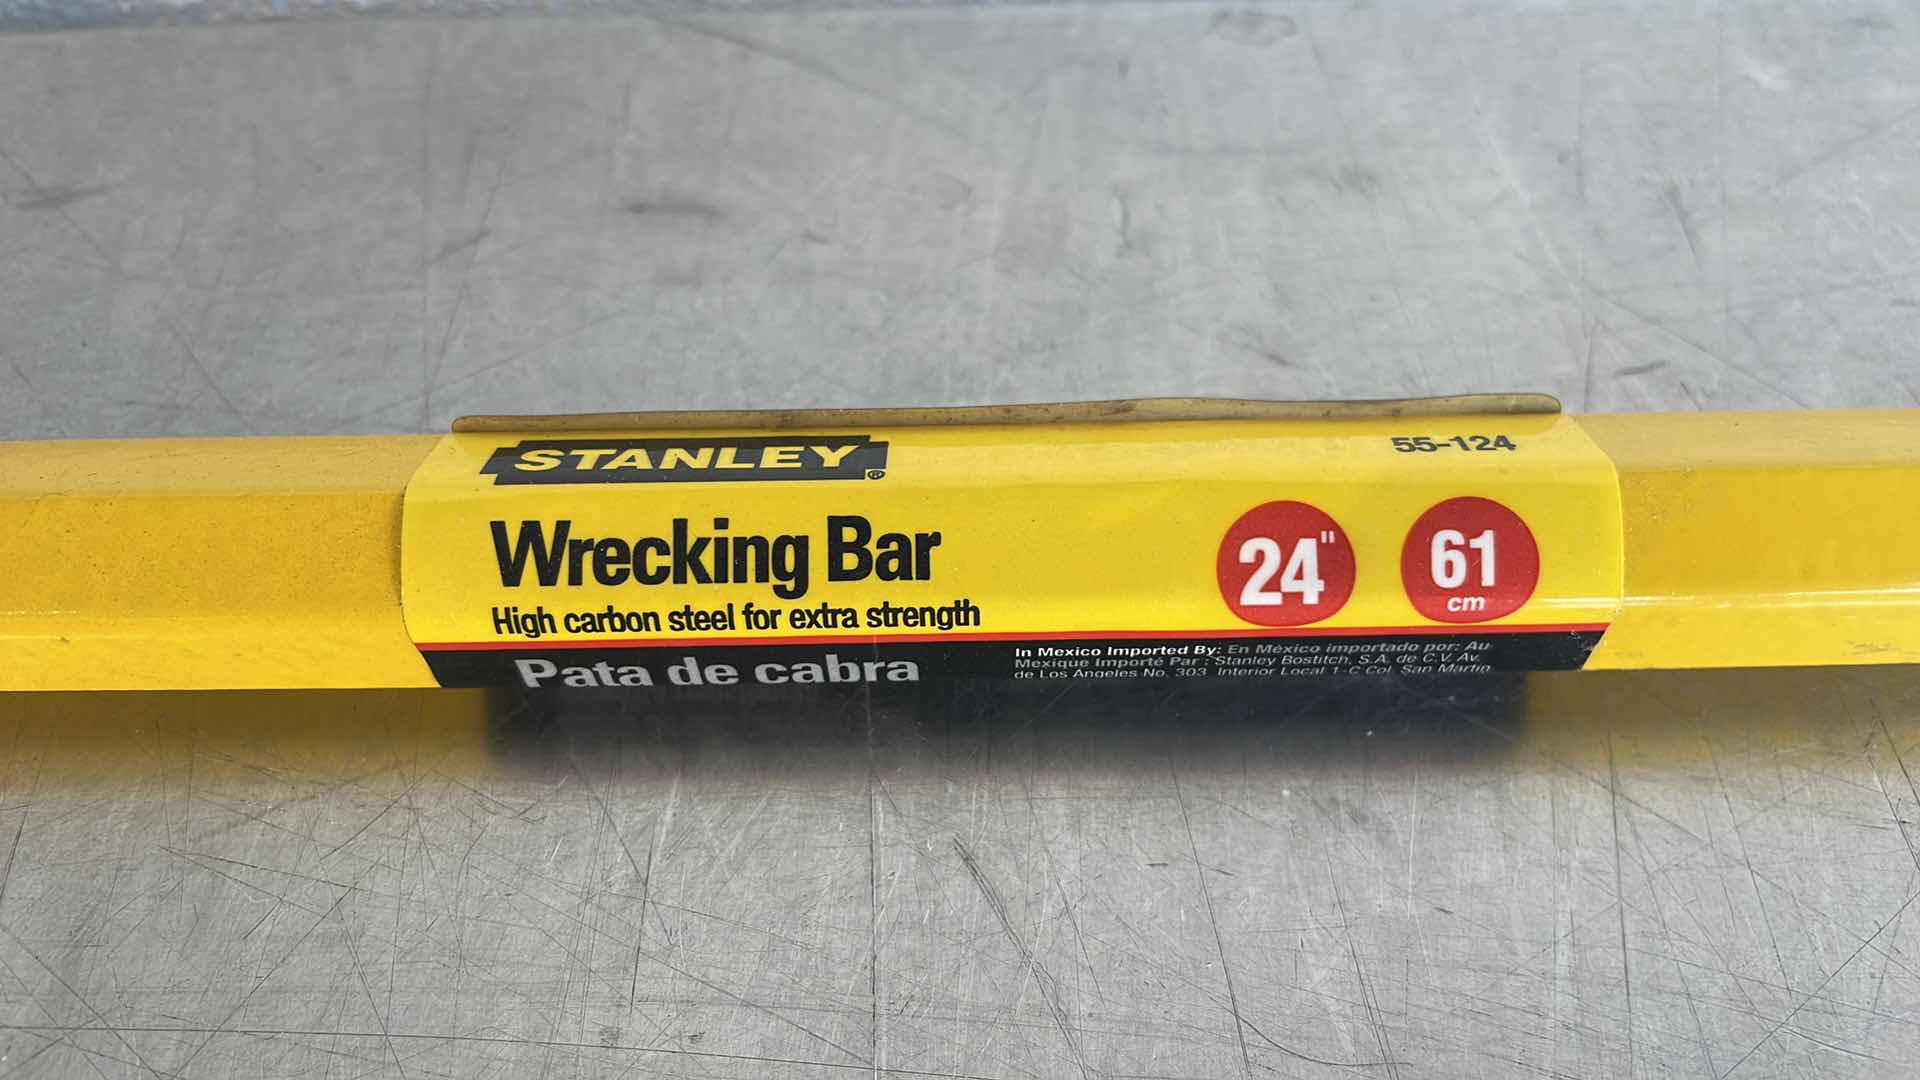 STANLEY®
55-124
Wrecking Bar
24"
61
cm
High carbon steel for extra strength
Pata de cabra
In Mexico Imported By: En México importado por: Au
Mexique Importé Par : Stanley Bostitch, S.A. de C.V. Av.
de Los Angeles No. 303 Interior Local 1-C Col. San Martin